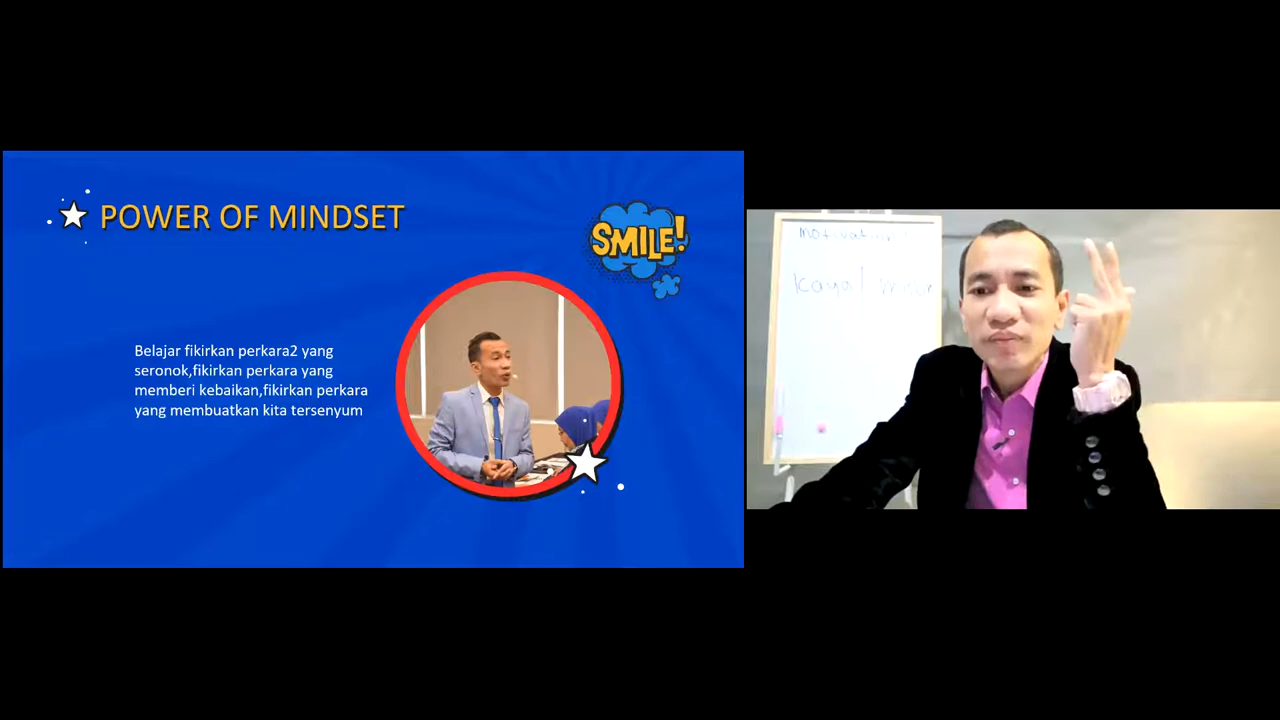 POWER OF MINDSET
SMILE!
Belajar fikirkan perkara2 yang
seronok,fikirkan perkara yang
memberi kebaikan,fikirkan perkara
yang membuatkan kita tersenyum
kaya/